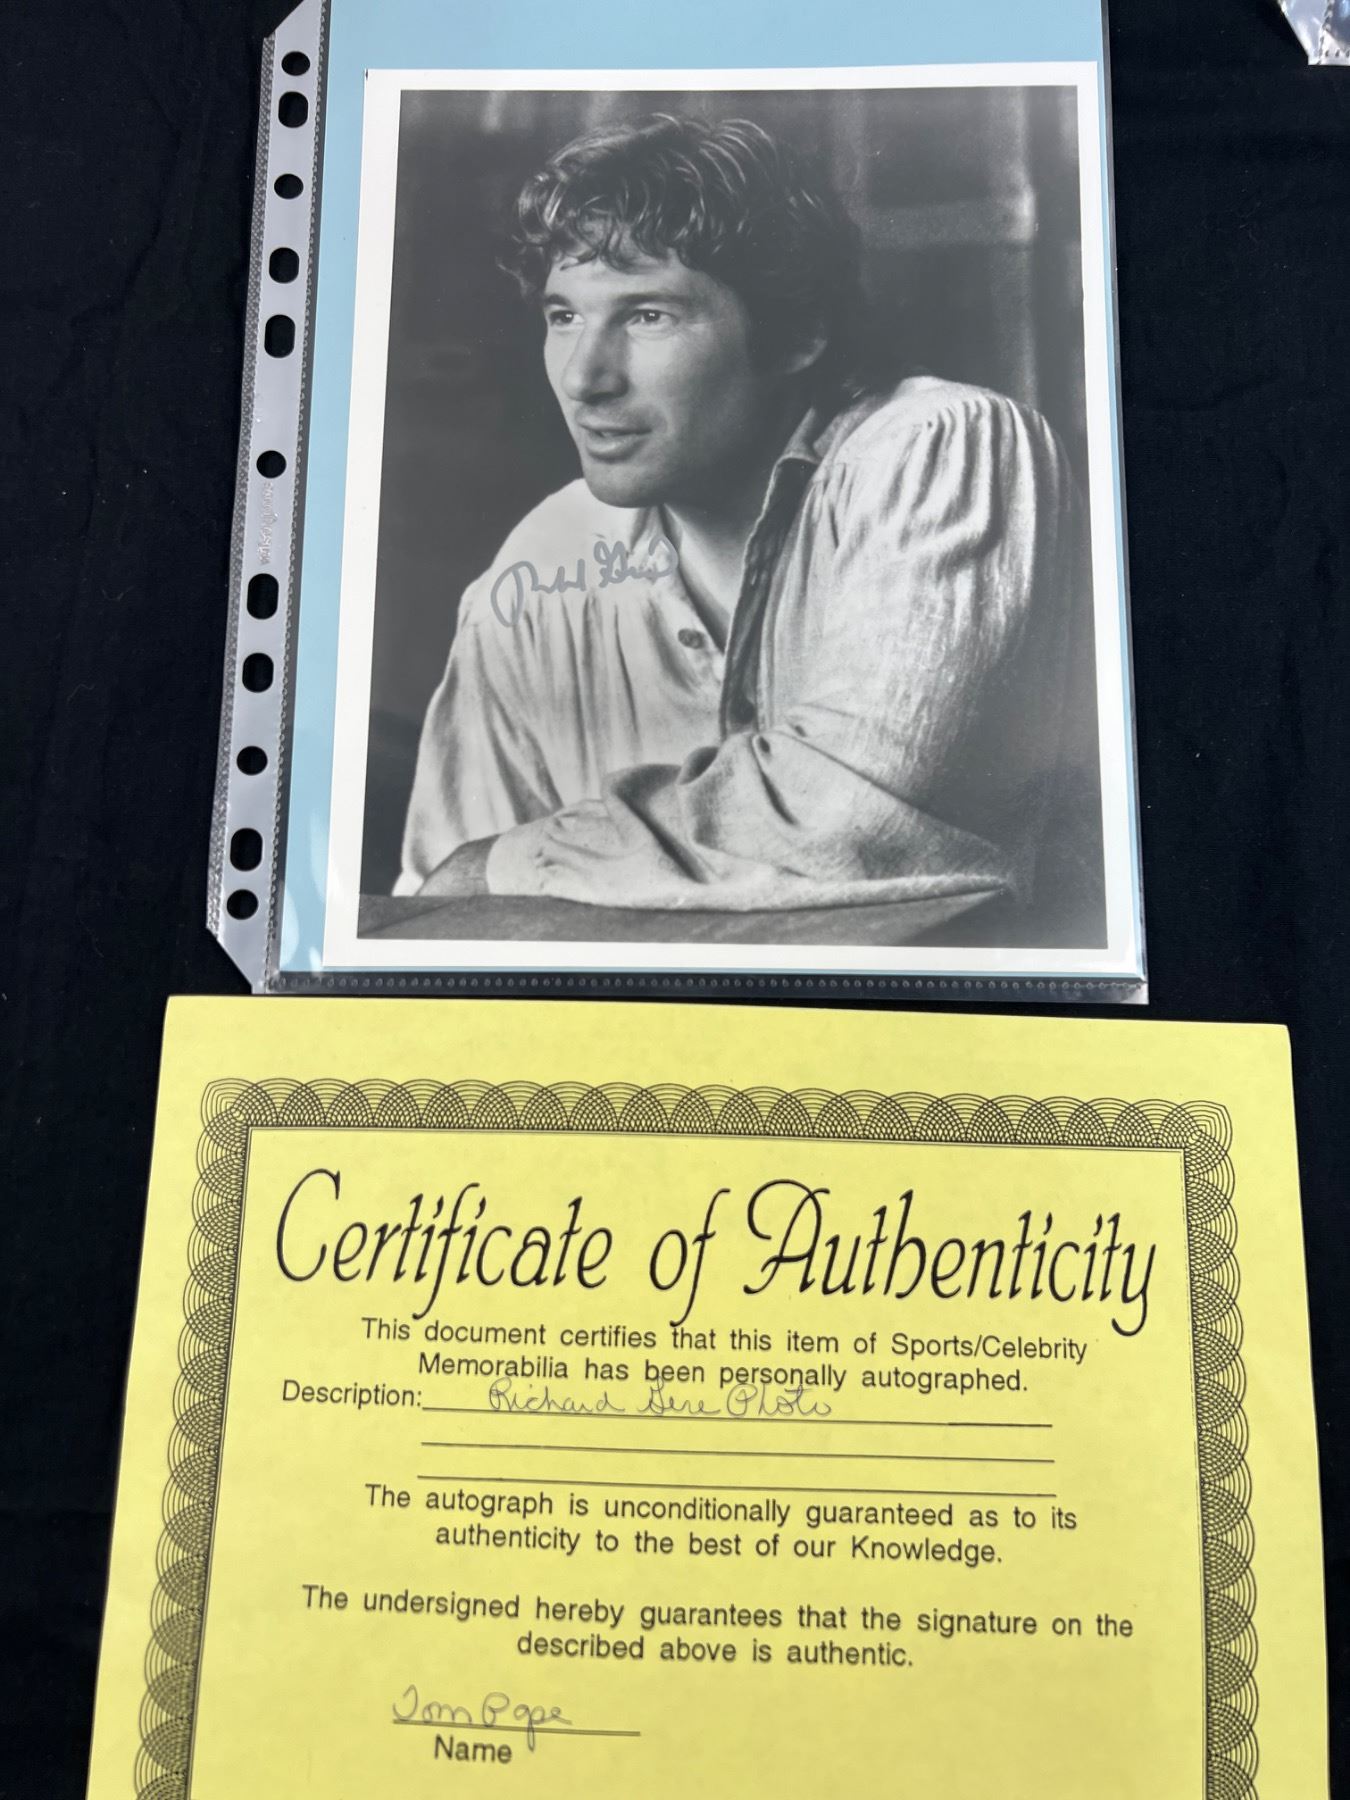 Richard Gere
Certificate of Authenticity
This document certifies that this item of Sports/Celebrity
Memorabilia has been personally autographed.
Description: Richard Gere Photo
The autograph is unconditionally guaranteed as to its
authenticity to the best of our Knowledge.
The undersigned hereby guarantees that the signature on the
described above is authentic.
Tom Pope
Name